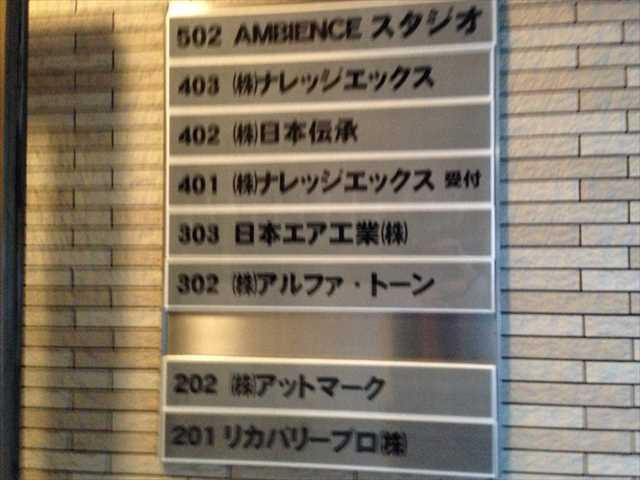 502 AMBIENCE スタジオ
403 ㈱ナレッジエックス
402 ㈱日本伝承
401 ㈱ナレッジエックス 受付
303 日本エア工業㈱
302 ㈱アルファ・トーン
202 ㈱アットマーク
201 リカバリープロ㈱